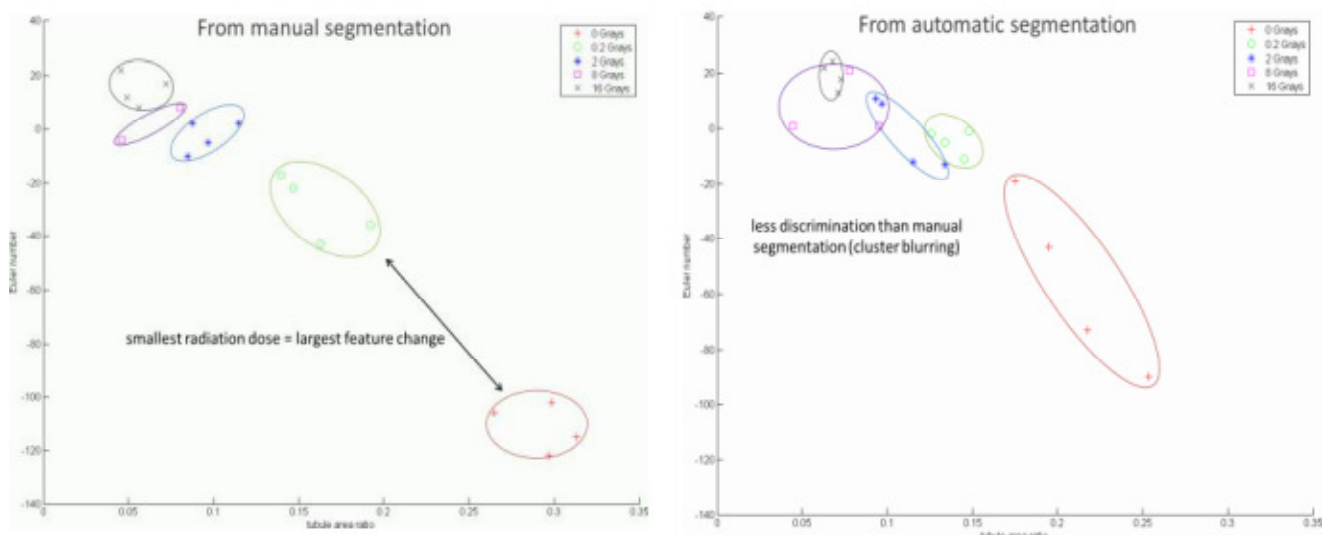 From manual segmentation
0 Grays
0.2 Grays
2 Grays
8 Grays
16 Grays
40
20
0
-20
-40
-60
-80
-100
-120
-140
Euler number
smallest radiation dose = largest feature change
0
0.05
0.1
0.15
0.2
0.25
0.3
0.35
tubule area ratio
From automatic segmentation
0 Grays
0.2 Grays
2 Grays
8 Grays
16 Grays
40
20
0
-20
-40
-60
-80
-100
-120
-140
Euler number
less discrimination than manual
segmentation (cluster blurring)
0
0.05
0.1
0.15
0.2
0.25
0.3
0.35
tubule area ratio